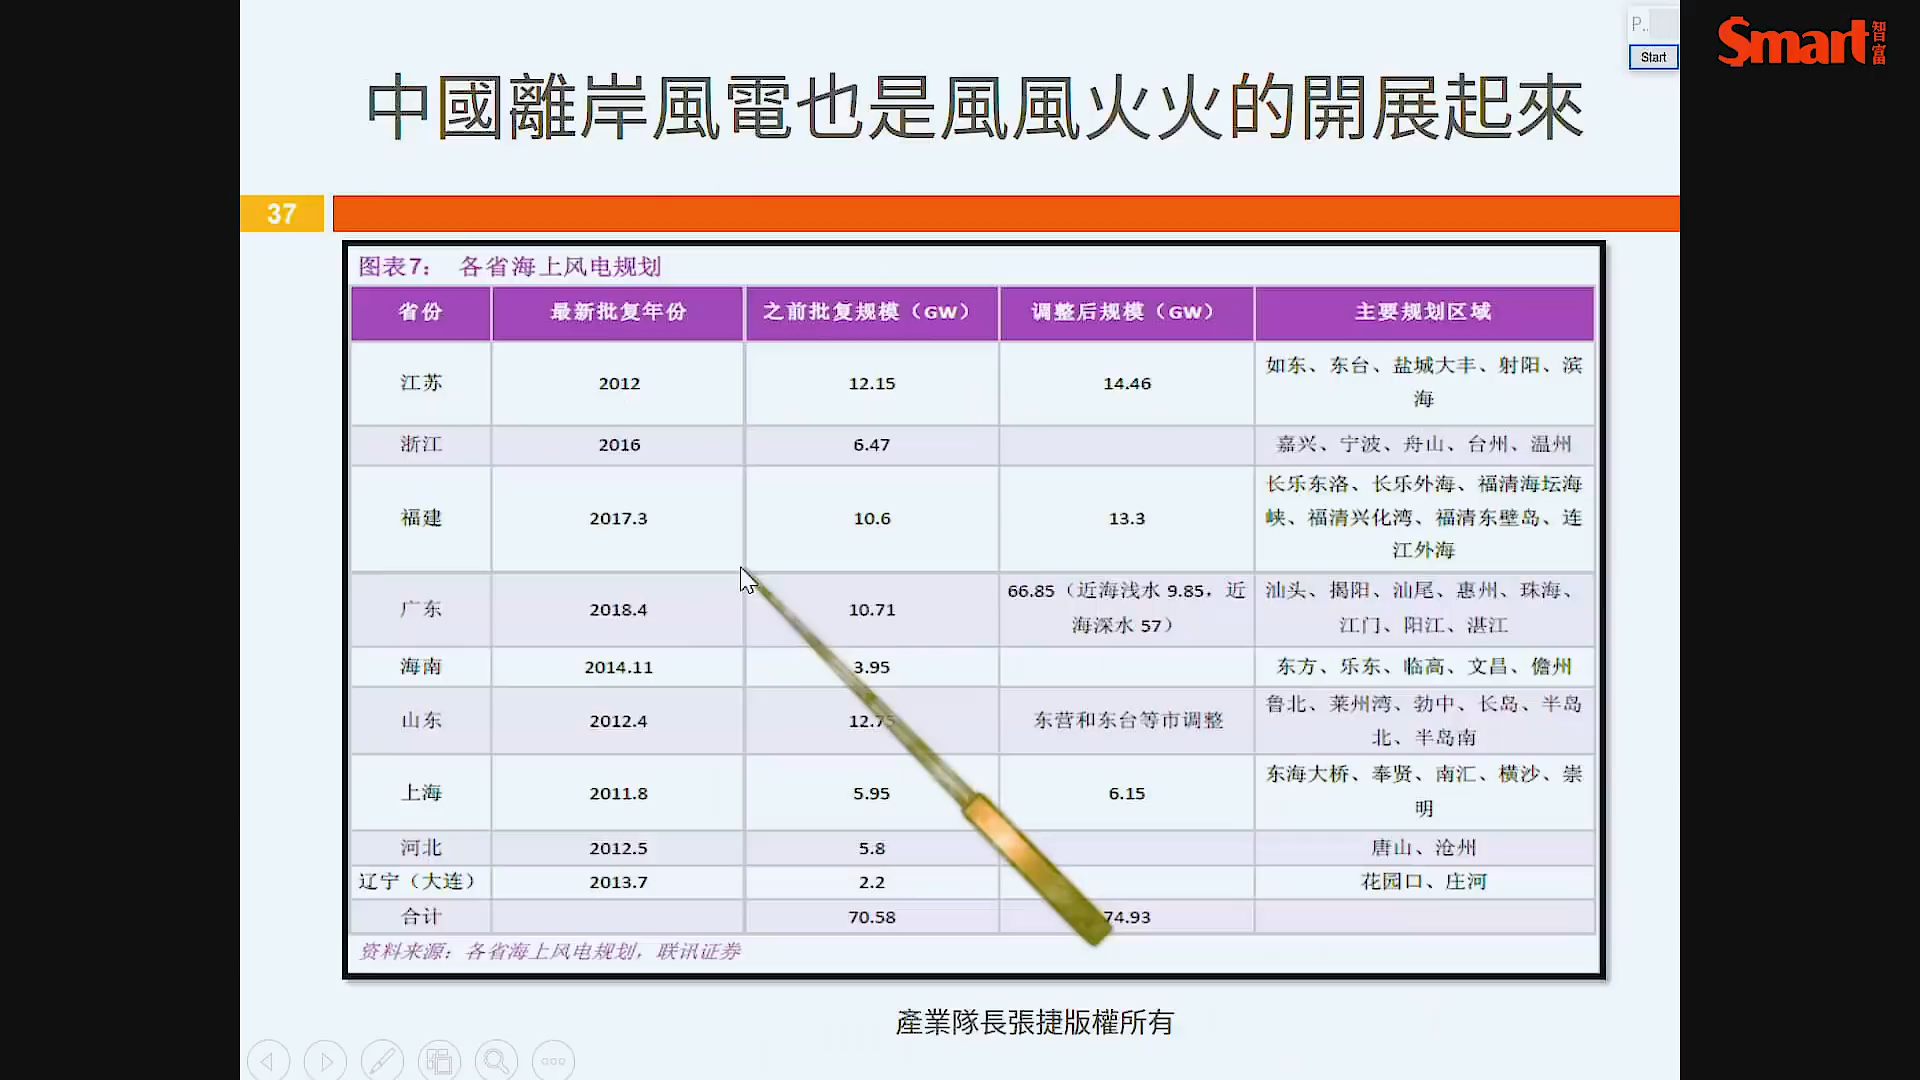 P..
Start
Smart智富
中國離岸風電也是風風火火的開展起來
37
图表7： 各省海上风电规划
省份 最新批复年份 之前批复规模（GW） 调整后规模（GW） 主要规划区域
江苏 2012 12.15 14.46 如东、东台、盐城大丰、射阳、滨
海
浙江 2016 6.47 嘉兴、宁波、舟山、台州、温州
福建 2017.3 10.6 13.3 长乐东洛、长乐外海、福清海坛海
峡、福清兴化湾、福清东壁岛、连
江外海
广东 2018.4 10.71 66.85（近海浅水 9.85，近 汕头、揭阳、汕尾、惠州、珠海、
海深水 57） 江门、阳江、湛江
海南 2014.11 3.95 东方、乐东、临高、文昌、儋州
山东 2012.4 12.75 东营和东台等市调整 鲁北、莱州湾、勃中、长岛、半岛
北、半岛南
上海 2011.8 5.95 6.15 东海大桥、奉贤、南汇、横沙、崇
明
河北 2012.5 5.8 唐山、沧州
辽宁（大连） 2013.7 2.2 花园口、庄河
合计 70.58 74.93
资料来源：各省海上风电规划，联讯证券
產業隊長張捷版權所有